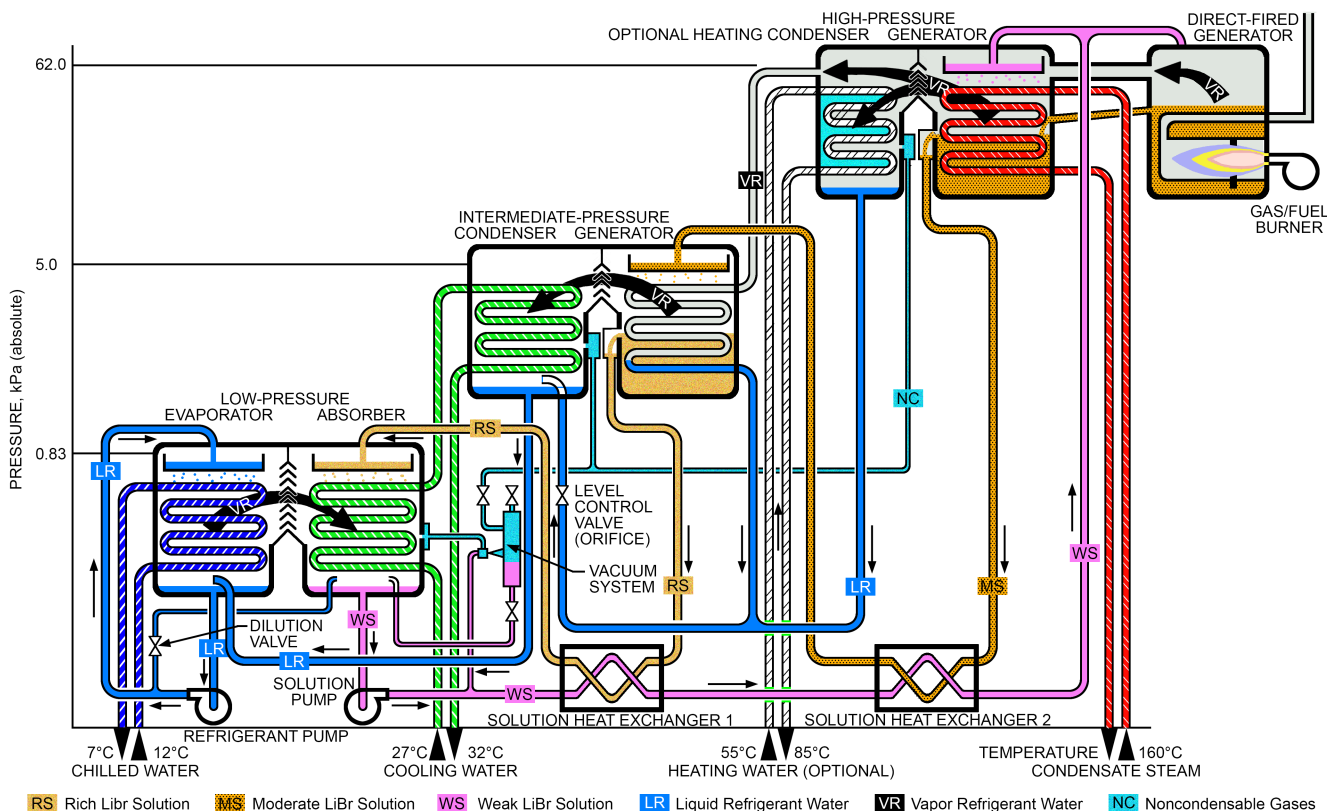 HIGH-PRESSURE
DIRECT-FIRED
OPTIONAL HEATING CONDENSER GENERATOR
GENERATOR
62.0
VR
VR
VR
GAS/FUEL
BURNER
INTERMEDIATE-PRESSURE
CONDENSER GENERATOR
5.0
VR
PRESSURE, kPa (absolute)
LOW-PRESSURE
EVAPORATOR ABSORBER
NC
RS
0.83
LR
VR
LEVEL
CONTROL
VALVE
(ORIFICE)
WS
VACUUM
SYSTEM
RS
LR
MS
WS
DILUTION
VALVE
LR
LR
SOLUTION
PUMP
WS
REFRIGERANT PUMP
SOLUTION HEAT EXCHANGER 1
SOLUTION HEAT EXCHANGER 2
7°C 12°C
CHILLED WATER
27°C 32°C
COOLING WATER
55°C 85°C
HEATING WATER (OPTIONAL)
TEMPERATURE 160°C
CONDENSATE STEAM
RS Rich Libr Solution
MS Moderate LiBr Solution
WS Weak LiBr Solution
LR Liquid Refrigerant Water
VR Vapor Refrigerant Water
NC Noncondensable Gases